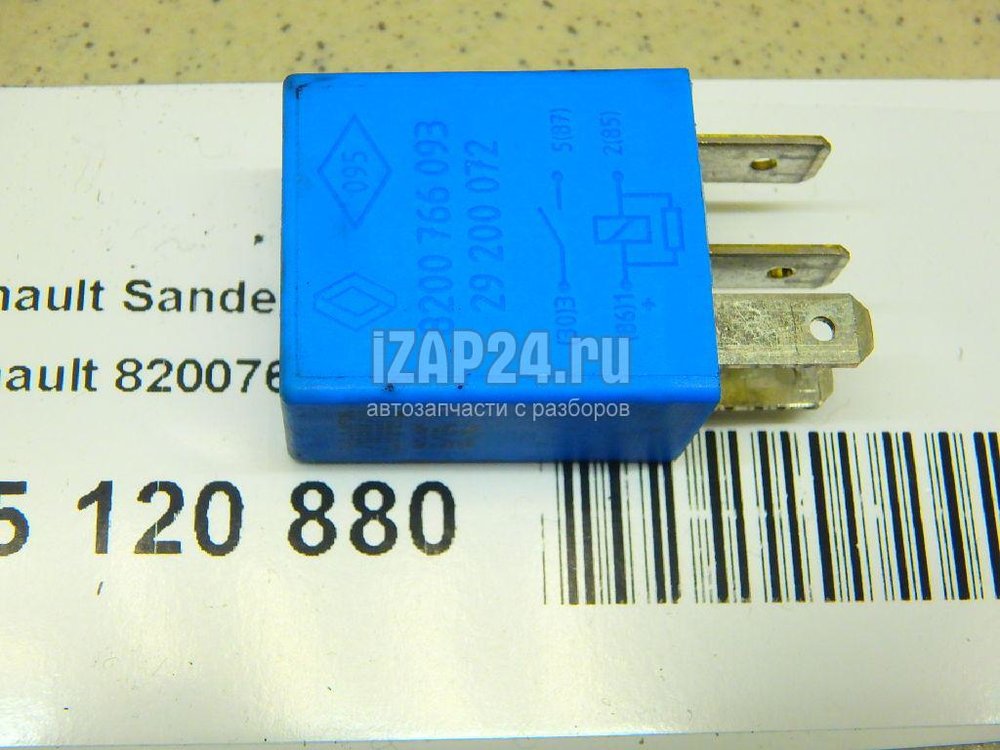 nault Sande
nault 820076
5 120 880
095
8200 766 093
29 200 072
5(87)
2(85)
(30)3
(86)1
+
iZAP24.ru
автозапчасти с разборов